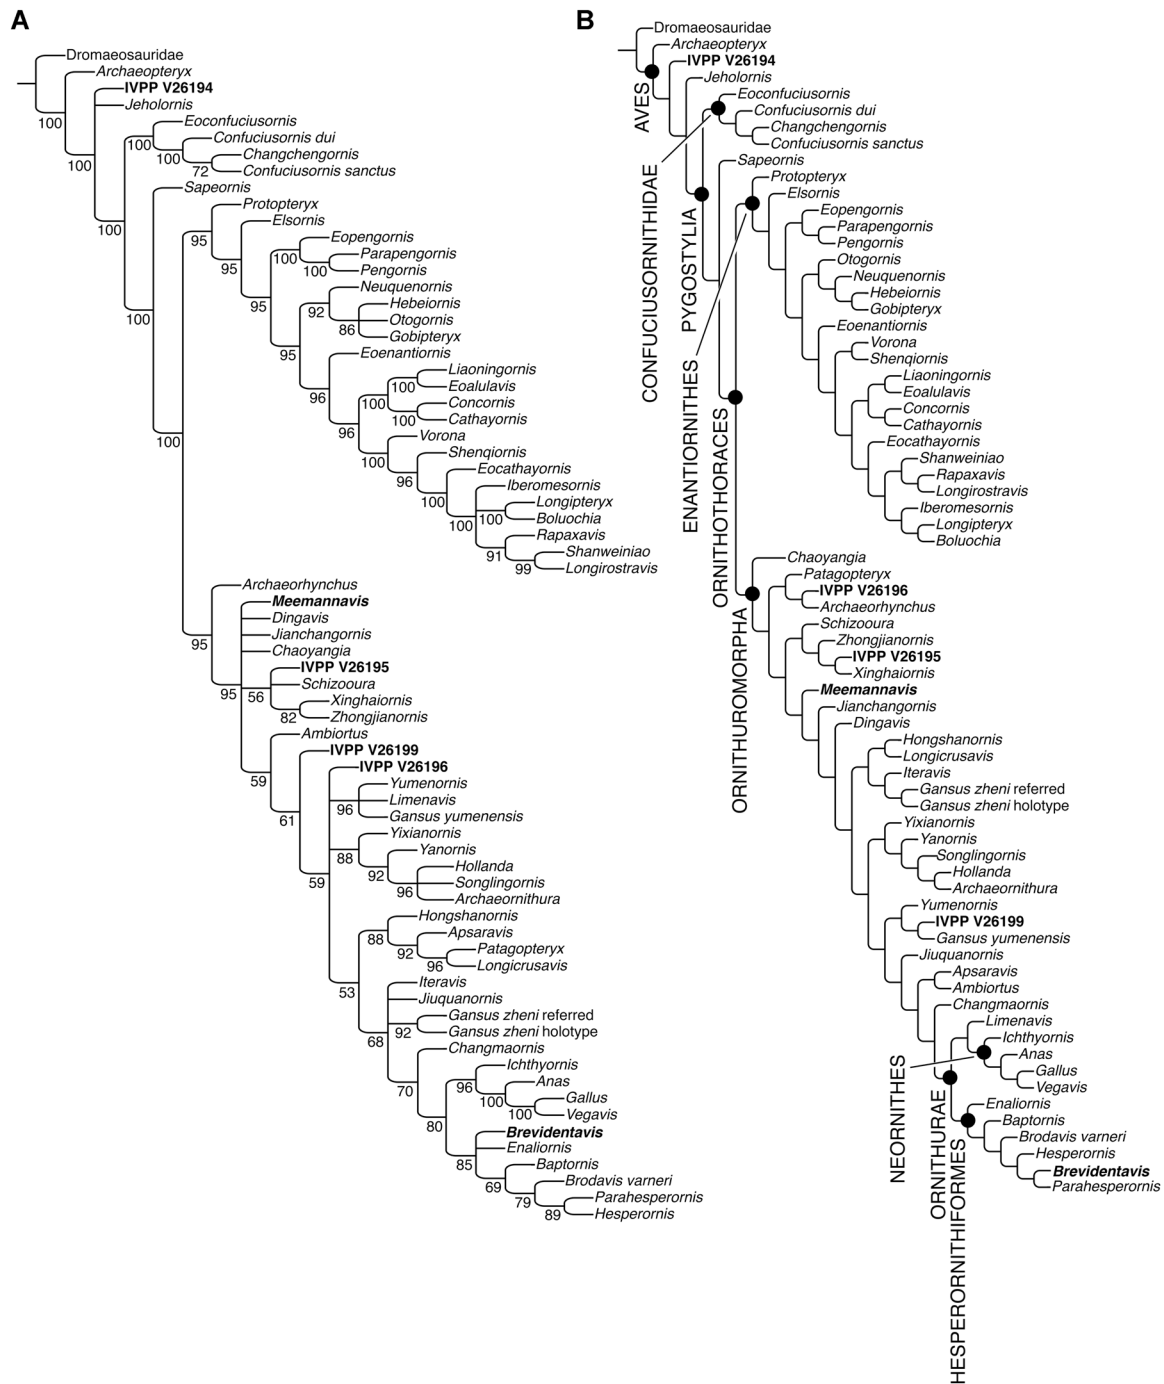 A
Dromaeosauridae
Archaeopteryx
IVPP V26194
Jeholornis
100
Eoconfuciusornis
Confuciusornis dui
100
Changchengornis
100
100
Confuciusornis sanctus
72
Sapeornis
Protopteryx
100
Elsornis
95
Eopengornis
Parapengornis
100
95
100
Pengornis
Neuquenornis
Hebeiornis
95
92
100
Otogornis
86
Gobipteryx
95
Eoenantiornis
Liaoningornis
100
Eoalulavis
96
100
Concornis
100
Cathayornis
96
100
Vorona
Shenqiornis
100
Eocathayornis
96
Iberomesornis
100
Longipteryx
100
100
Boluochia
Rapaxavis
91
Shanweiniao
99
Longirostravis
Archaeorhynchus
Meemannavis
Dingavis
Jianchangornis
95
Chaoyangia
IVPP V26195
95
56
Schizooura
Xinghaiornis
82
Zhongjianornis
Ambiortus
IVPP V26199
59
IVPP V26196
Yumenornis
Limenavis
96
61
Gansus yumenensis
Yixianornis
Yanornis
88
Hollanda
59
92
Songlingornis
96
Archaeornithura
Hongshanornis
Apsaravis
88
Patagopteryx
92
96
Longicrusavis
Iteravis
53
Jiuquanornis
Gansus zheni referred
92
Gansus zheni holotype
68
Changmaornis
Ichthyornis
70
96
Anas
100
Gallus
100
Vegavis
80
Brevidentavis
Enaliornis
85
Baptornis
69
Brodavis varneri
79
Parahesperornis
89
Hesperornis
B
Dromaeosauridae
Archaeopteryx
IVPP V26194
Jeholornis
Eoconfuciusornis
Confuciusornis dui
Changchengornis
Confuciusornis sanctus
Sapeornis
Protopteryx
Elsornis
Eopengornis
Parapengornis
Pengornis
Otogornis
Neuquenornis
Hebeiornis
Gobipteryx
Eoenantiornis
Vorona
Shenqiornis
Liaoningornis
Eoalulavis
Concornis
Cathayornis
Eocathayornis
Shanweiniao
Rapaxavis
Longirostravis
Iberomesornis
Longipteryx
Boluochia
Chaoyangia
Patagopteryx
IVPP V26196
Archaeorhynchus
Schizooura
Zhongjianornis
IVPP V26195
Xinghaiornis
Meemannavis
Jianchangornis
Dingavis
Hongshanornis
Longicrusavis
Iteravis
Gansus zheni referred
Gansus zheni holotype
Yixianornis
Yanornis
Songlingornis
Hollanda
Archaeornithura
Yumenornis
IVPP V26199
Gansus yumenensis
Jiuquanornis
Apsaravis
Ambiortus
Changmaornis
Limenavis
Ichthyornis
Anas
Gallus
Vegavis
Enaliornis
Baptornis
Brodavis varneri
Hesperornis
Brevidentavis
Parahesperornis
AVES
CONFUCIUSORNITHIDAE
PYGOSTYLIA
ENANTIORNITHES
ORNITHOTHORACES
ORNITHUROMORPHA
NEORNITHES
ORNITHURAE
HESPERORNITHIFORMES